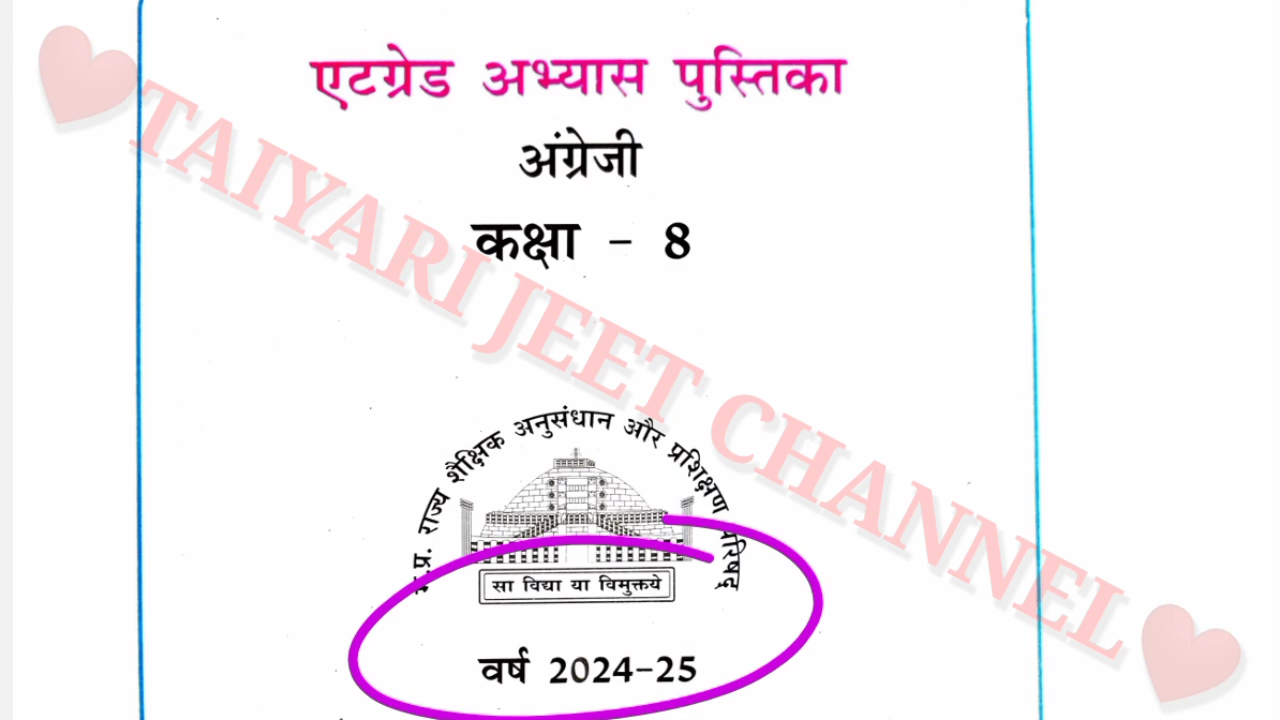 एटग्रेड अभ्यास पुस्तिका
अंग्रेजी
कक्षा - 8
TAIYARI JEET CHANNEL
राज्य शैक्षिक अनुसंधान और प्रशिक्षण
सा विद्या या विमुक्तये
वर्ष 2024-25